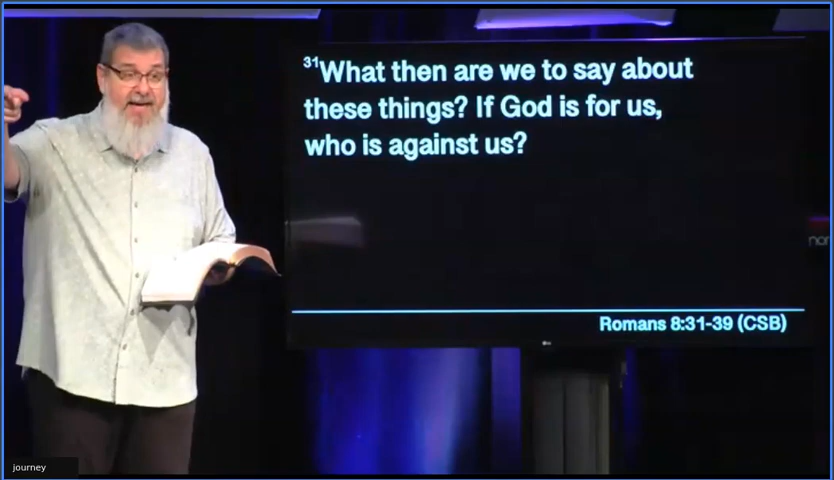 ³¹What then are we to say about
these things? If God is for us,
who is against us?
Romans 8:31-39 (CSB)
journey